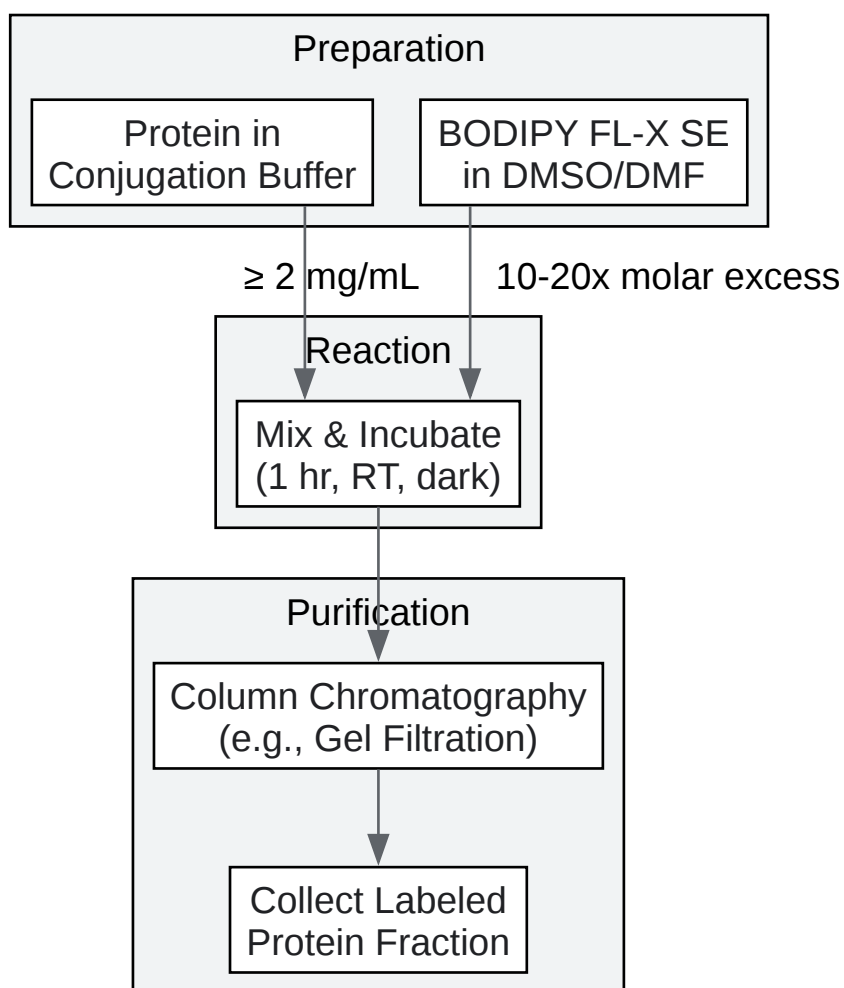 Preparation
Protein in
Conjugation Buffer
BODIPY FL-X SE
in DMSO/DMF
≥ 2 mg/mL
10-20x molar excess
Reaction
Mix & Incubate
(1 hr, RT, dark)
Purification
Column Chromatography
(e.g., Gel Filtration)
Collect Labeled
Protein Fraction